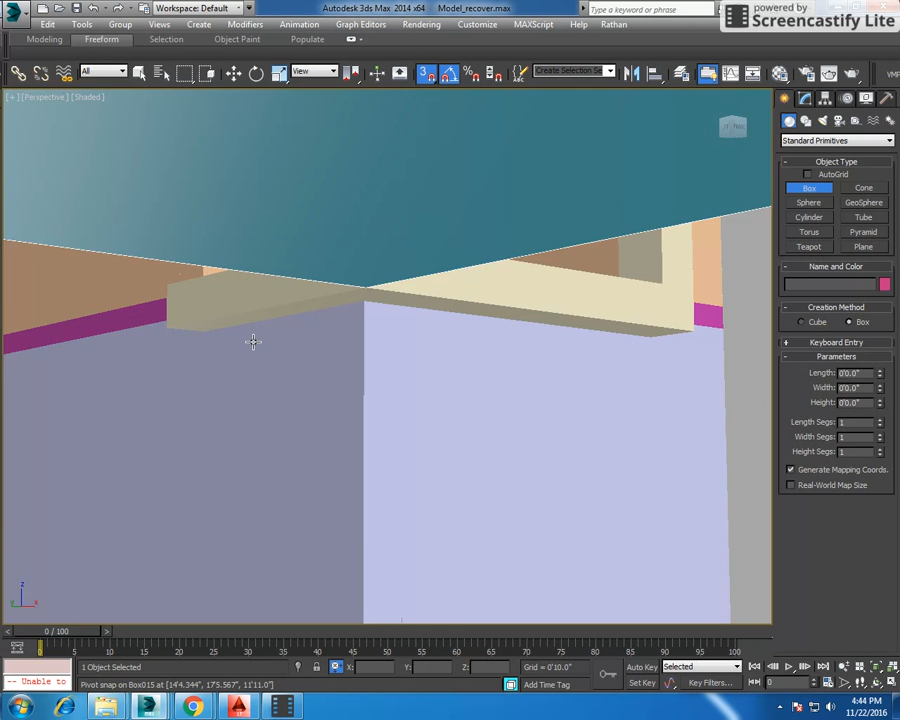 Workspace: Default
Autodesk 3ds Max 2014 x64 Model_recover.max
Type a keyword or phrase
powered by
Screencastify Lite
Edit Tools Group Views Create Modifiers Animation Graph Editors Rendering Customize MAXScript Help Rathan
Modeling Freeform Selection Object Paint Populate
All View 3 Create Selection Se
[+] [Perspective] [Shaded]
Standard Primitives
- Object Type
AutoGrid
Box Cone
Sphere GeoSphere
Cylinder Tube
Torus Pyramid
Teapot Plane
- Name and Color
- Creation Method
Cube Box
+ Keyboard Entry
- Parameters
Length: 0'0.0"
Width: 0'0.0"
Height: 0'0.0"
Length Segs: 1
Width Segs: 1
Height Segs: 1
Generate Mapping Coords.
Real-World Map Size
z
y x
< 0 / 100 >
0 5 10 15 20 25 30 35 40 45 50 55 60 65 70 75 80 85 90 95 100
1 Object Selected X: Y: Z: Grid = 0'10.0" Auto Key Selected
-- Unable to Pivot snap on Box015 at [14'4.344", 17'5.567", 11'11.0"] Add Time Tag Set Key Key Filters... 0
4:44 PM
11/22/2016